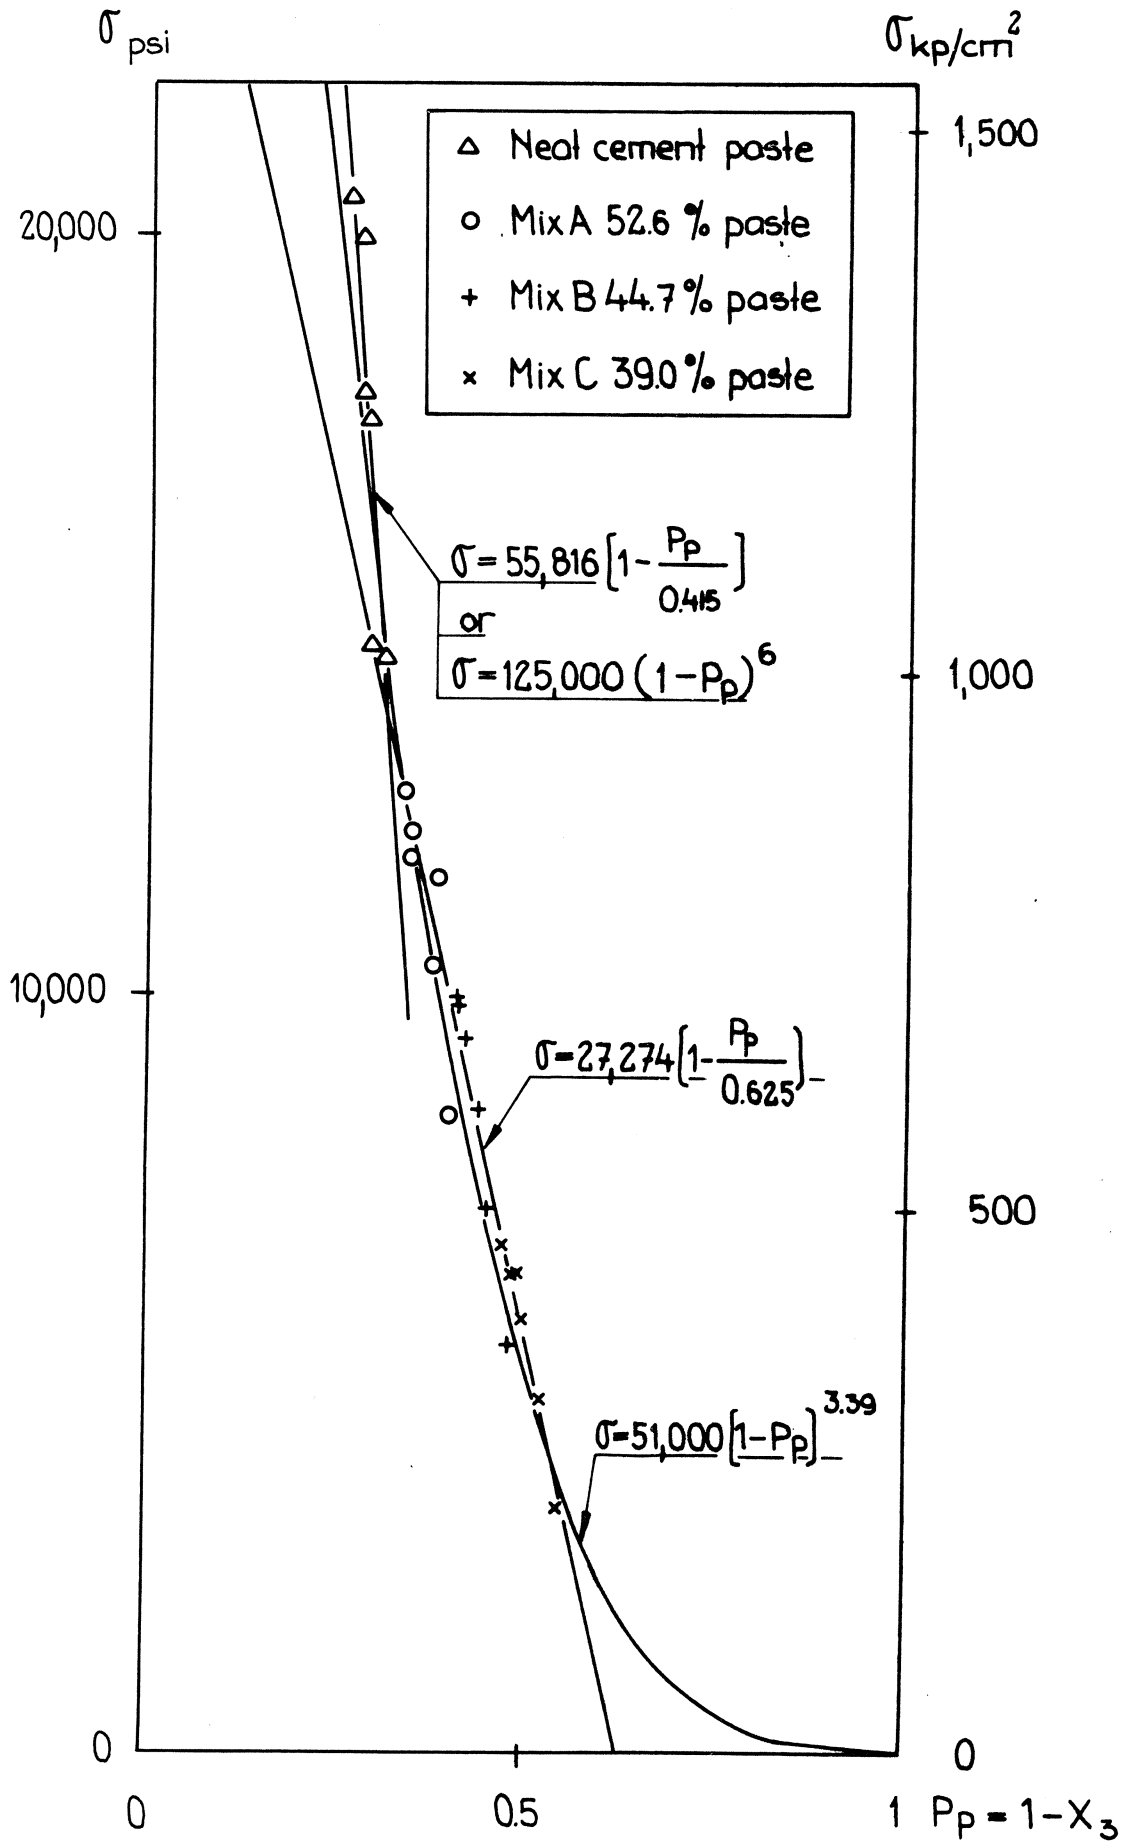 σ psi
σ kp/cm²
1,500
Neat cement paste
20,000
Mix A 52.6 % paste
Mix B 44.7 % paste
Mix C 39.0 % paste
σ = 55,816 [1 - Pp/0.415]
or
σ = 125,000 (1 - Pp)^6
1,000
10,000
σ = 27,274 [1 - Pp/0.625]
500
σ = 51,000 [1 - Pp]^3.39
0
0
0
0.5
1
Pp = 1 - X₃